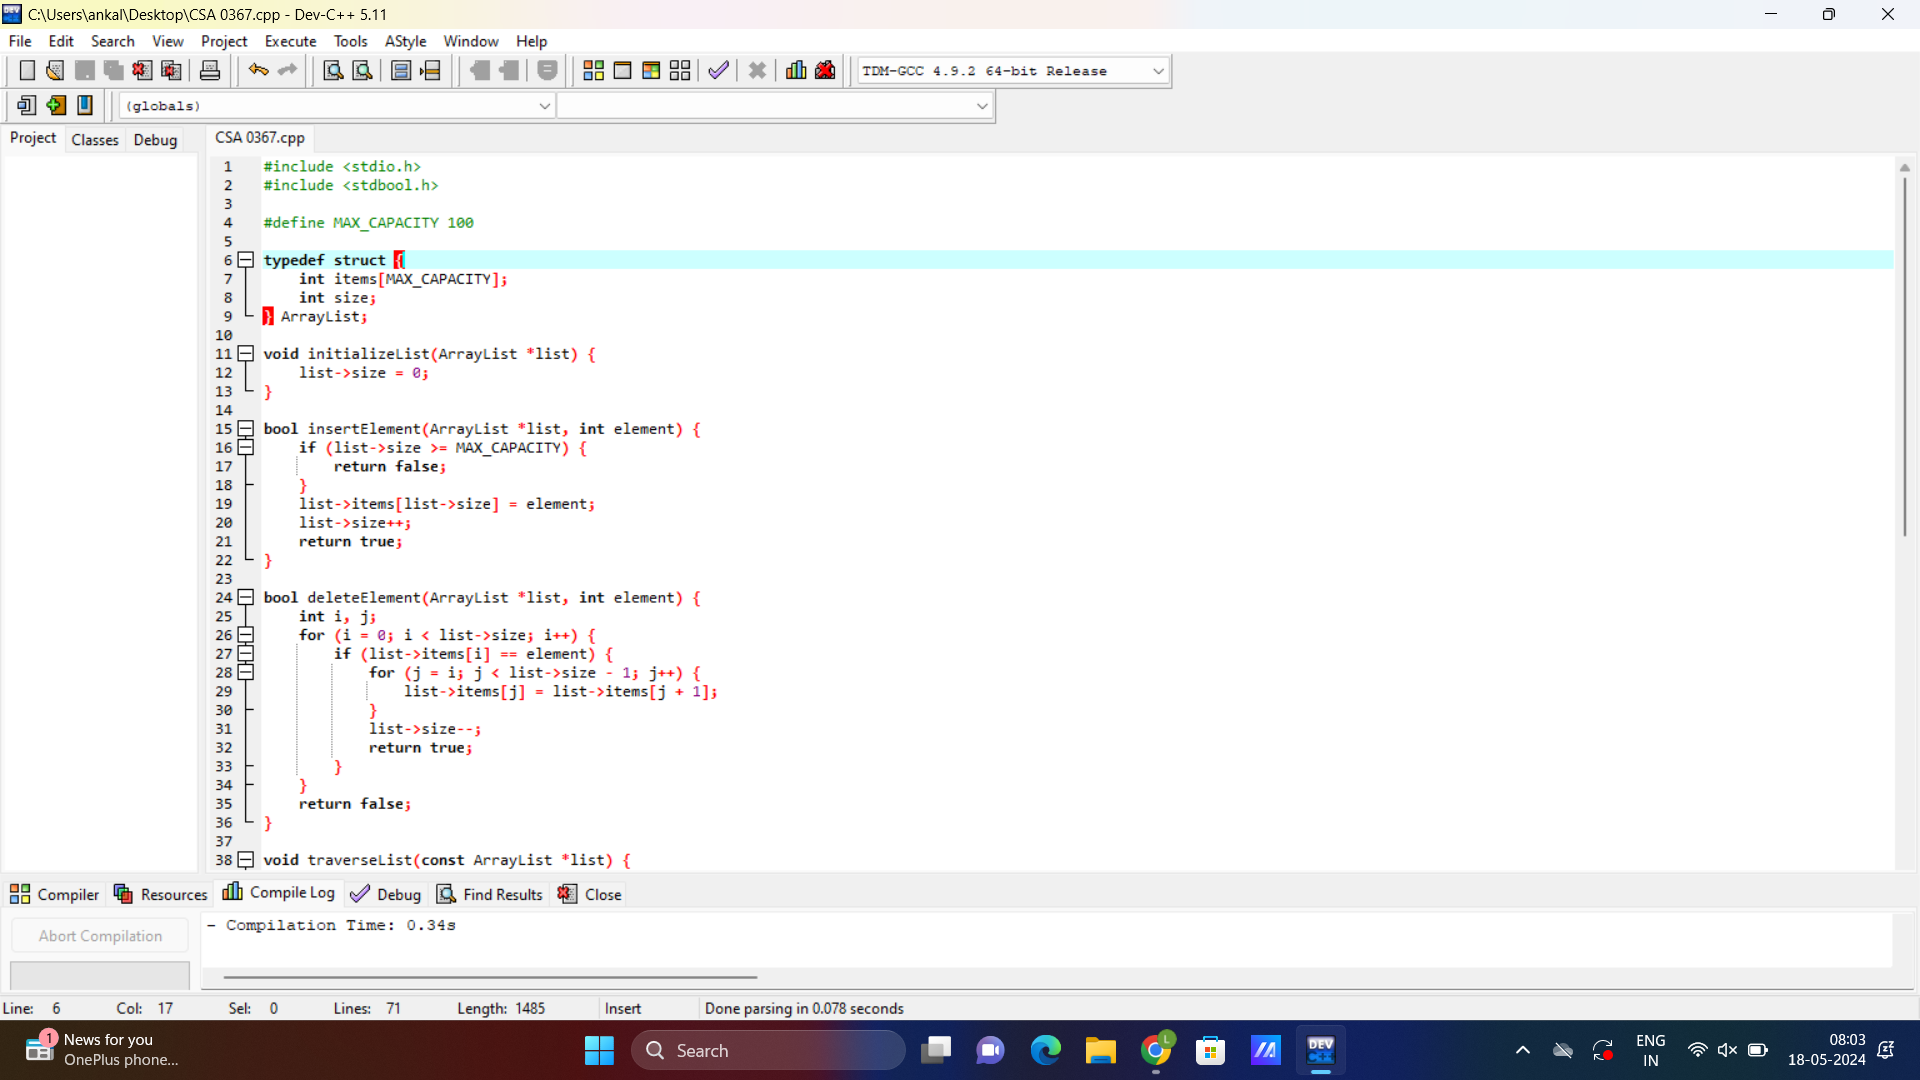 C:\Users\ankal\Desktop\CSA 0367.cpp - Dev-C++ 5.11
File Edit Search View Project Execute Tools AStyle Window Help
TDM-GCC 4.9.2 64-bit Release
(globals)
Project Classes Debug CSA 0367.cpp
1 #include <stdio.h>
2 #include <stdbool.h>
3
4 #define MAX_CAPACITY 100
5
6 typedef struct {
7 int items[MAX_CAPACITY];
8 int size;
9 } ArrayList;
10
11 void initializeList(ArrayList *list) {
12 list->size = 0;
13 }
14
15 bool insertElement(ArrayList *list, int element) {
16 if (list->size >= MAX_CAPACITY) {
17 return false;
18 }
19 list->items[list->size] = element;
20 list->size++;
21 return true;
22 }
23
24 bool deleteElement(ArrayList *list, int element) {
25 int i, j;
26 for (i = 0; i < list->size; i++) {
27 if (list->items[i] == element) {
28 for (j = i; j < list->size - 1; j++) {
29 list->items[j] = list->items[j + 1];
30 }
31 list->size--;
32 return true;
33 }
34 }
35 return false;
36 }
37
38 void traverseList(const ArrayList *list) {
Compiler Resources Compile Log Debug Find Results Close
Abort Compilation
- Compilation Time: 0.34s
Line: 6 Col: 17 Sel: 0 Lines: 71 Length: 1485 Insert Done parsing in 0.078 seconds
1
News for you
OnePlus phone...
Search
L
DEV
C++
ENG
IN
08:03
18-05-2024